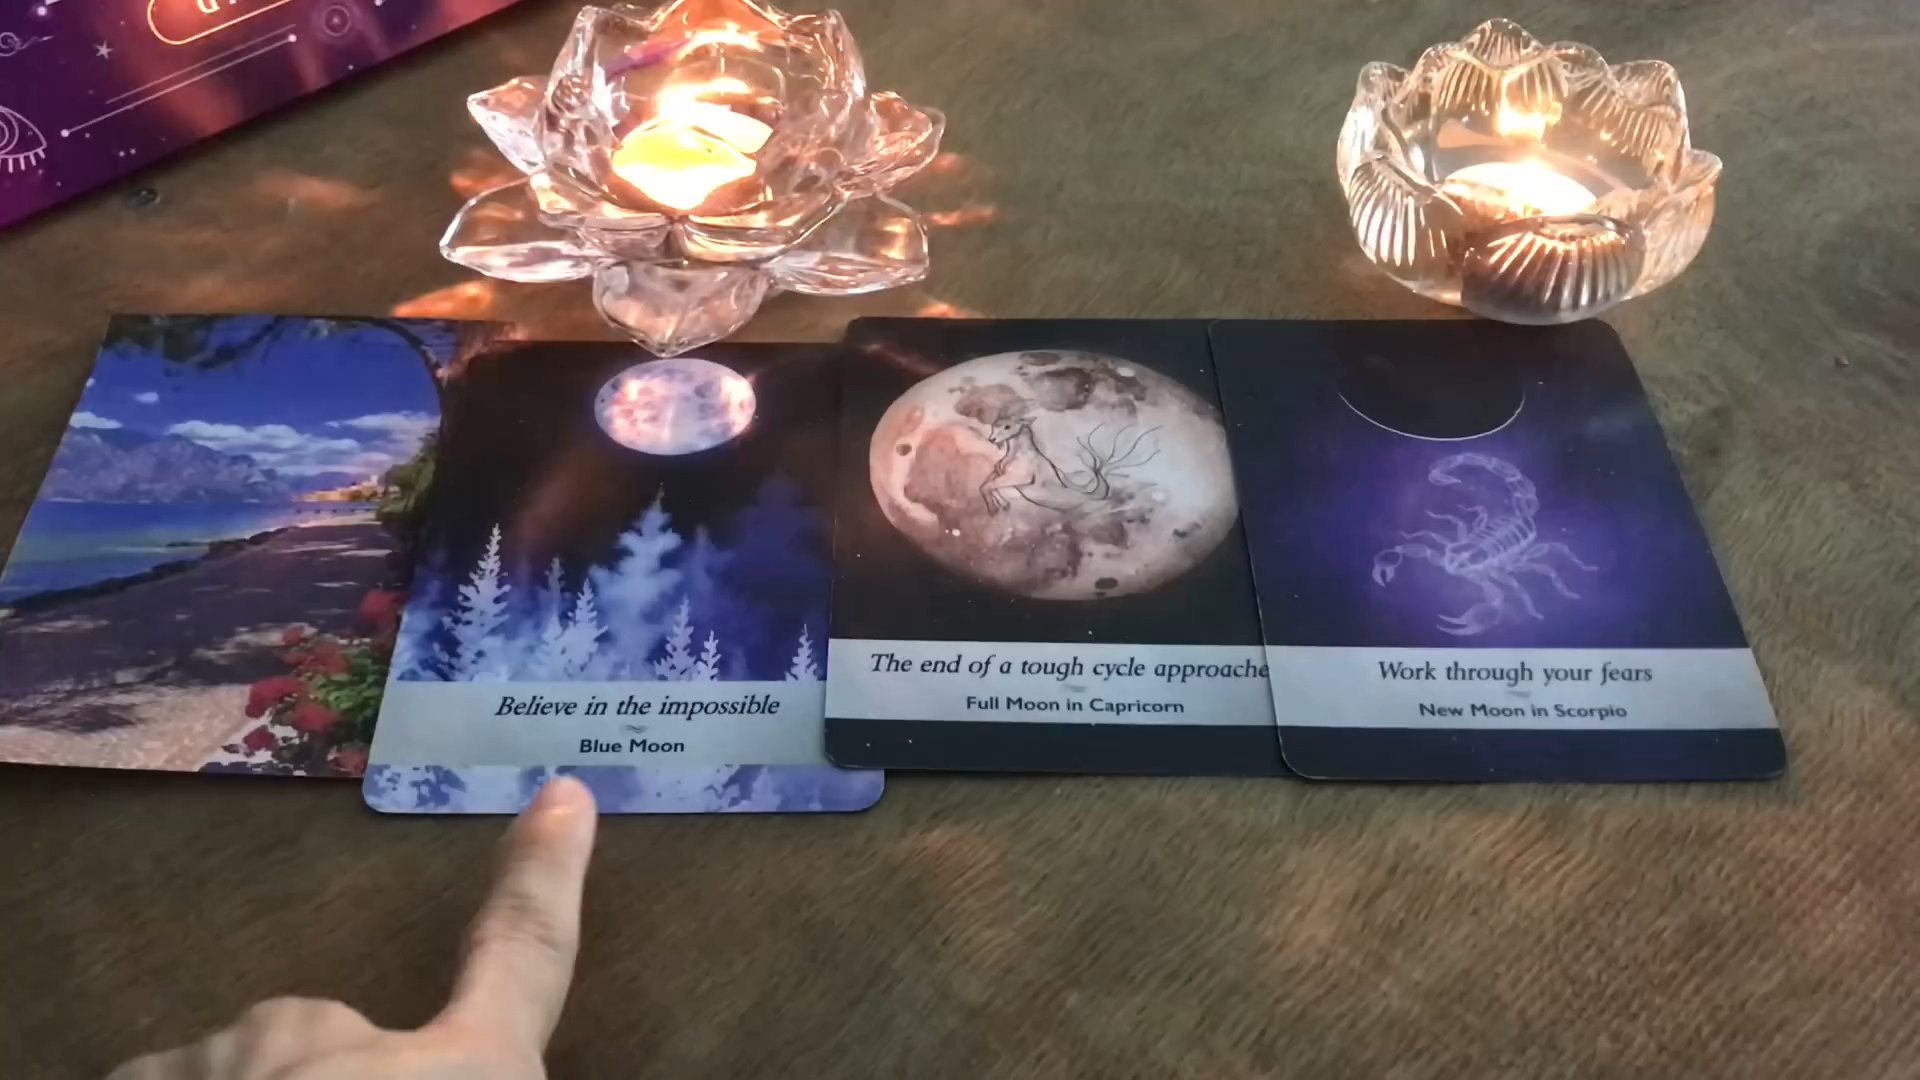 Believe in the impossible
Blue Moon
The end of a tough cycle approache
Full Moon in Capricorn
Work through your fears
New Moon in Scorpio